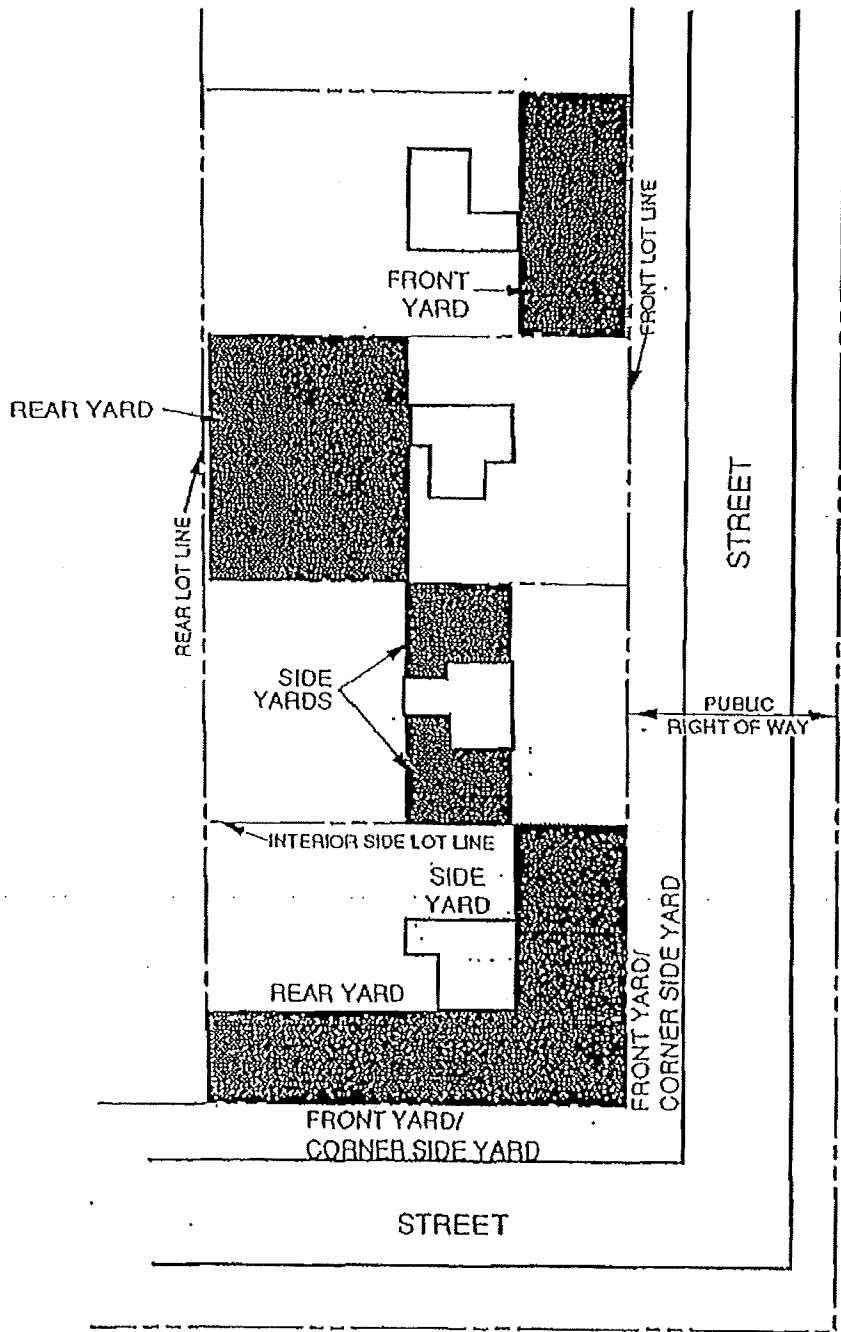 FRONT
YARD
FRONT LOT LINE
REAR YARD
REAR LOT LINE
STREET
SIDE
YARDS
PUBLIC
RIGHT OF WAY
INTERIOR SIDE LOT LINE
SIDE
YARD
REAR YARD
FRONT YARD/
CORNER SIDE YARD
FRONT YARD/
CORNER SIDE YARD
STREET